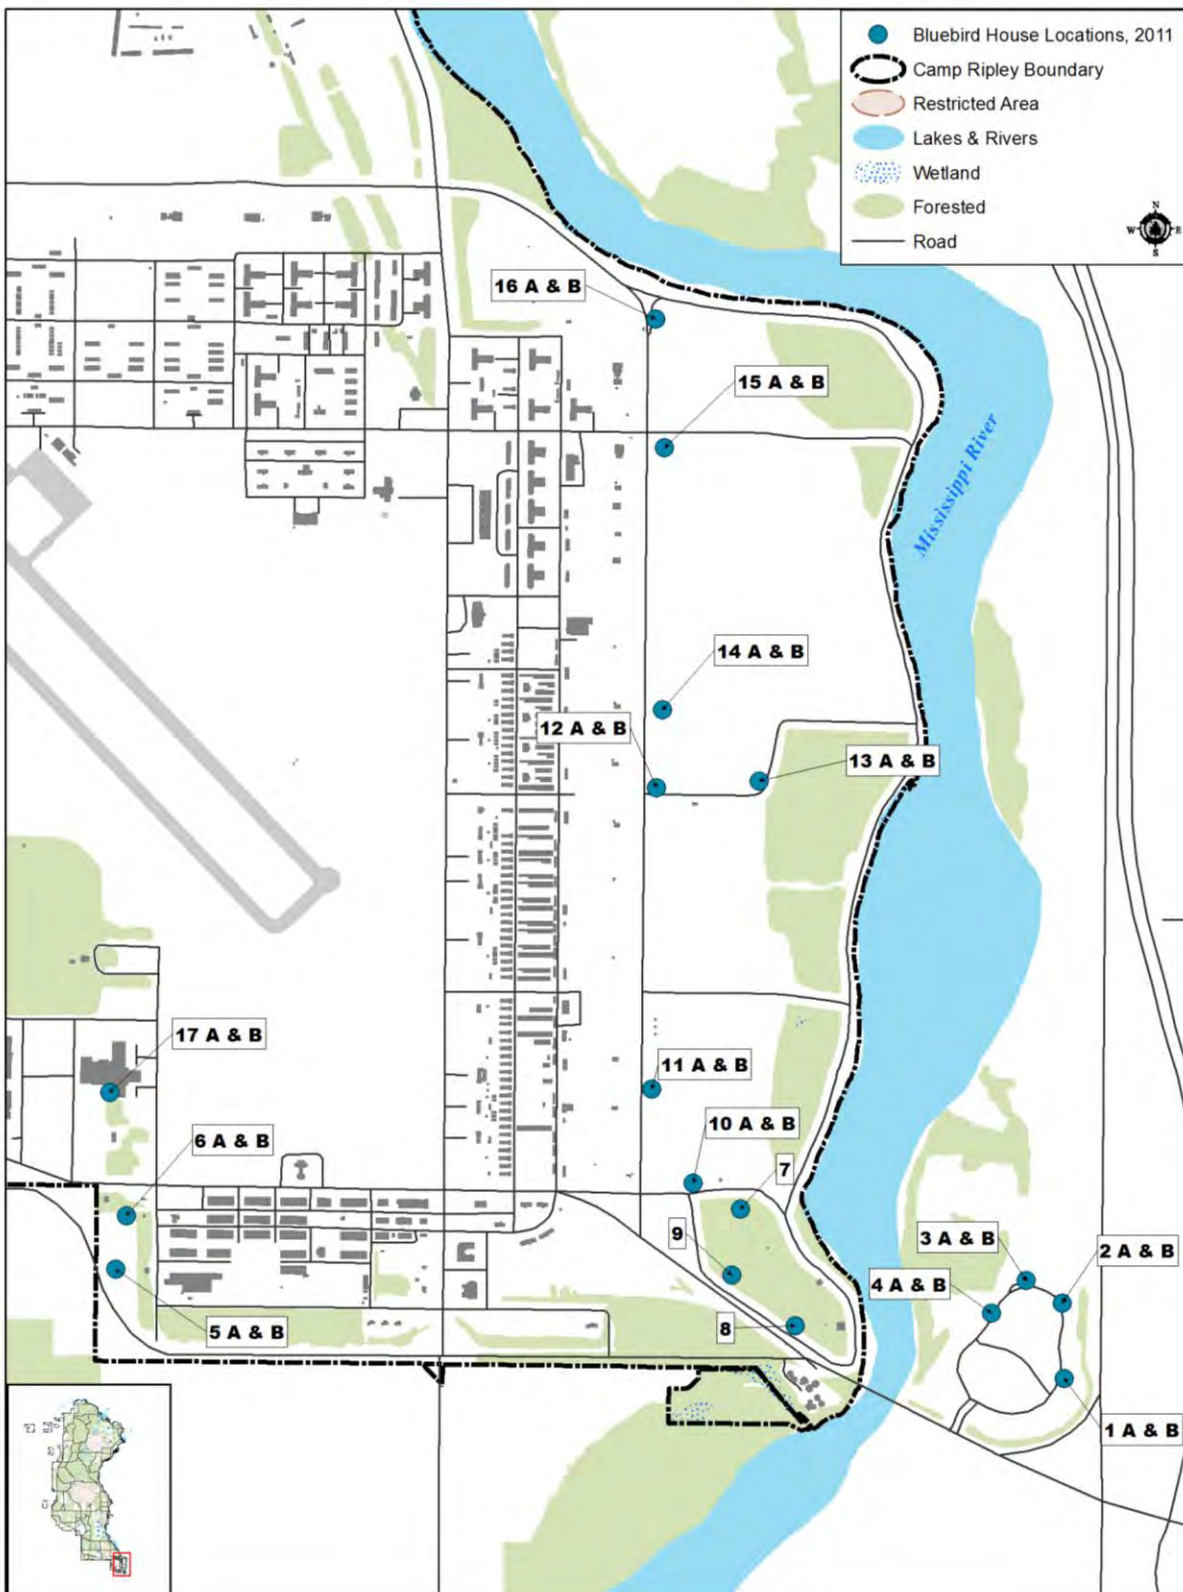 Bluebird House Locations, 2011
Camp Ripley Boundary
Restricted Area
Lakes & Rivers
Wetland
Forested
Road
N
W
E
S
16 A & B
15 A & B
Mississippi River
14 A & B
12 A & B
13 A & B
17 A & B
11 A & B
10 A & B
6 A & B
7
9
3 A & B
2 A & B
4 A & B
5 A & B
8
1 A & B